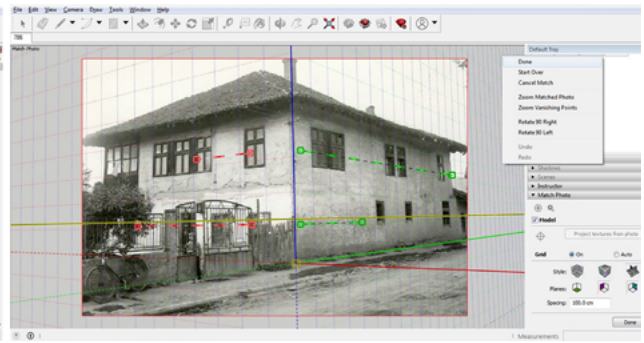 File Edit View Camera Draw Tools Window Help
786
Match Photo
Default Tray
Done
Start Over
Cancel Match
Zoom Matched Photo
Zoom Vanishing Points
Rotate 90 Right
Rotate 90 Left
Undo
Redo
Shadows
Scenes
Instructor
Match Photo
Model
Project textures from photo
Grid On Auto
Style:
Planes:
Spacing: 100.0 cm
Done
Measurements